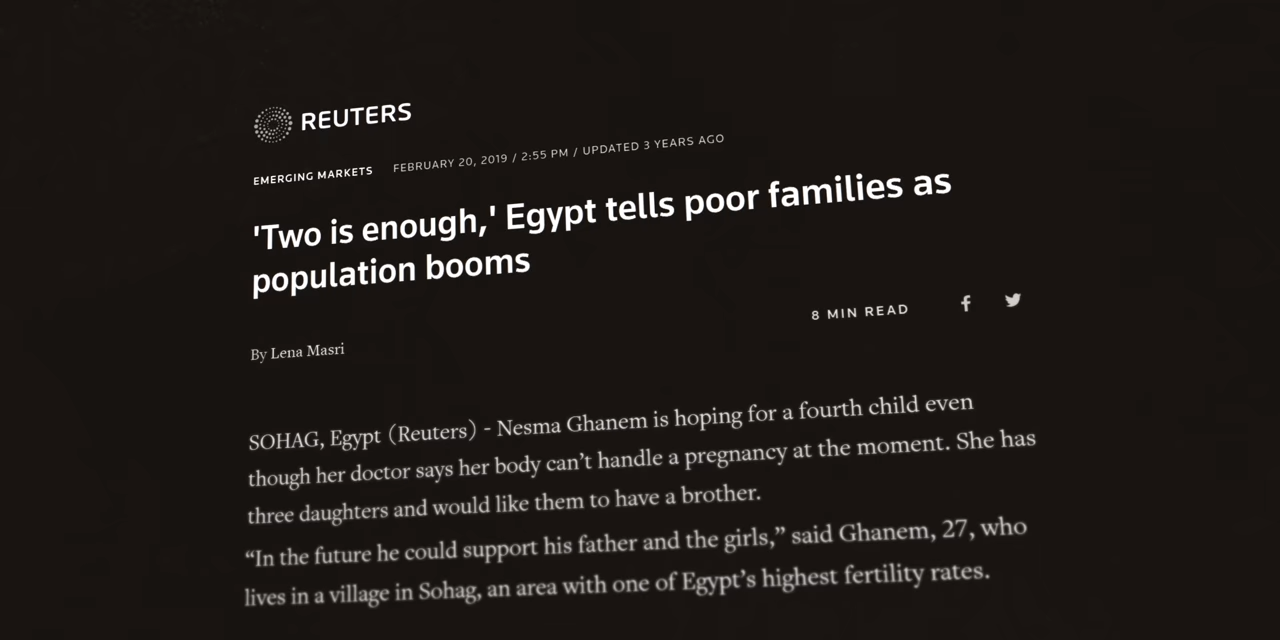 REUTERS
EMERGING MARKETS FEBRUARY 20, 2019 / 2:55 PM / UPDATED 3 YEARS AGO
'Two is enough,' Egypt tells poor families as
population booms
8 MIN READ
By Lena Masri
SOHAG, Egypt (Reuters) - Nesma Ghanem is hoping for a fourth child even
though her doctor says her body can’t handle a pregnancy at the moment. She has
three daughters and would like them to have a brother.
“In the future he could support his father and the girls,” said Ghanem, 27, who
lives in a village in Sohag, an area with one of Egypt’s highest fertility rates.